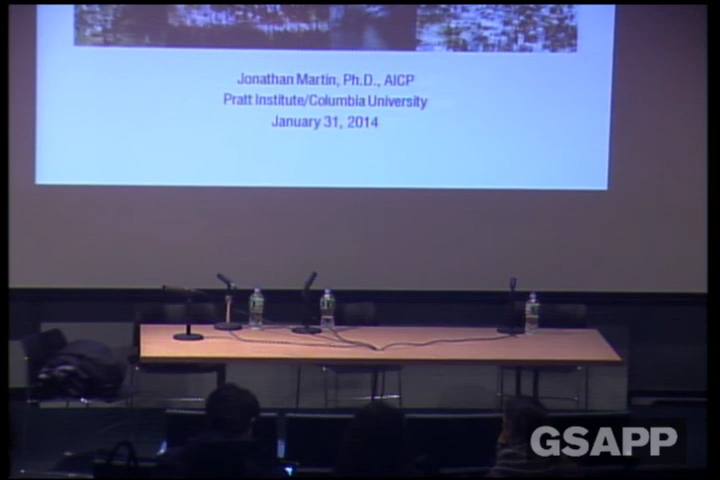 Jonathan Martin, Ph.D., AICP
Pratt Institute/Columbia University
January 31, 2014
GSAPP